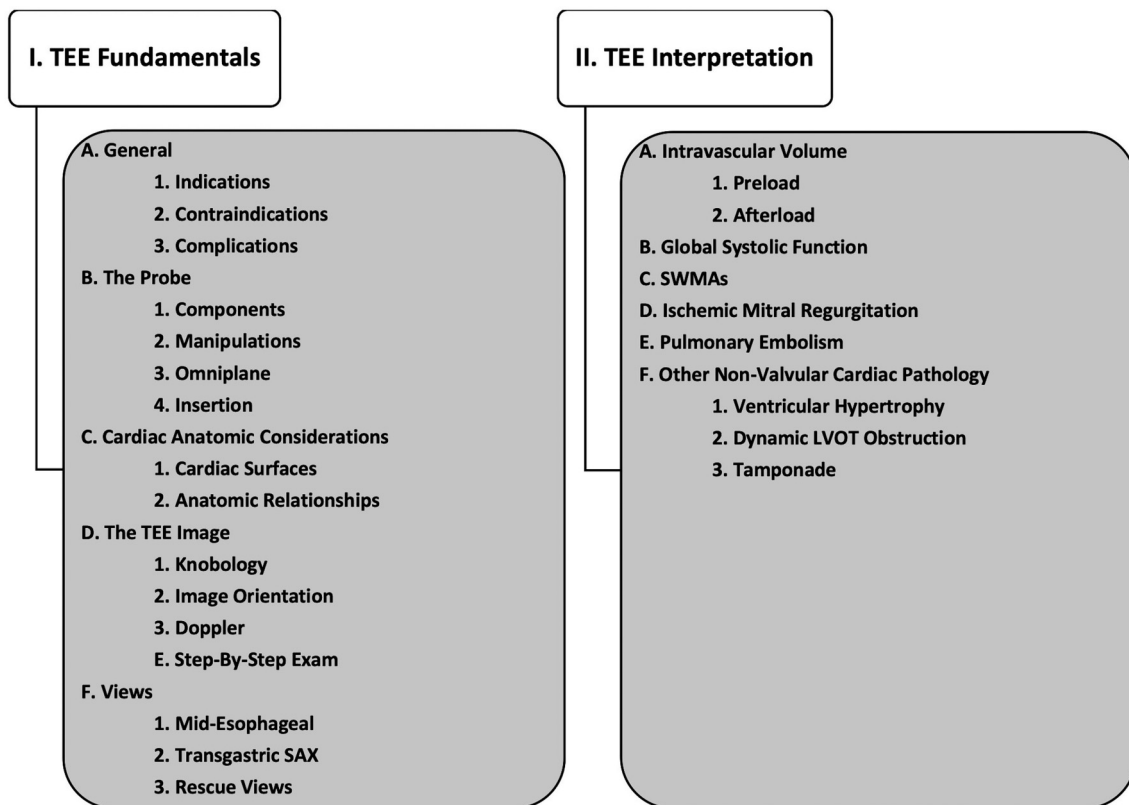 I. TEE Fundamentals
A. General
1. Indications
2. Contraindications
3. Complications
B. The Probe
1. Components
2. Manipulations
3. Omniplane
4. Insertion
C. Cardiac Anatomic Considerations
1. Cardiac Surfaces
2. Anatomic Relationships
D. The TEE Image
1. Knobology
2. Image Orientation
3. Doppler
E. Step-By-Step Exam
F. Views
1. Mid-Esophageal
2. Transgastric SAX
3. Rescue Views
II. TEE Interpretation
A. Intravascular Volume
1. Preload
2. Afterload
B. Global Systolic Function
C. SWMAs
D. Ischemic Mitral Regurgitation
E. Pulmonary Embolism
F. Other Non-Valvular Cardiac Pathology
1. Ventricular Hypertrophy
2. Dynamic LVOT Obstruction
3. Tamponade